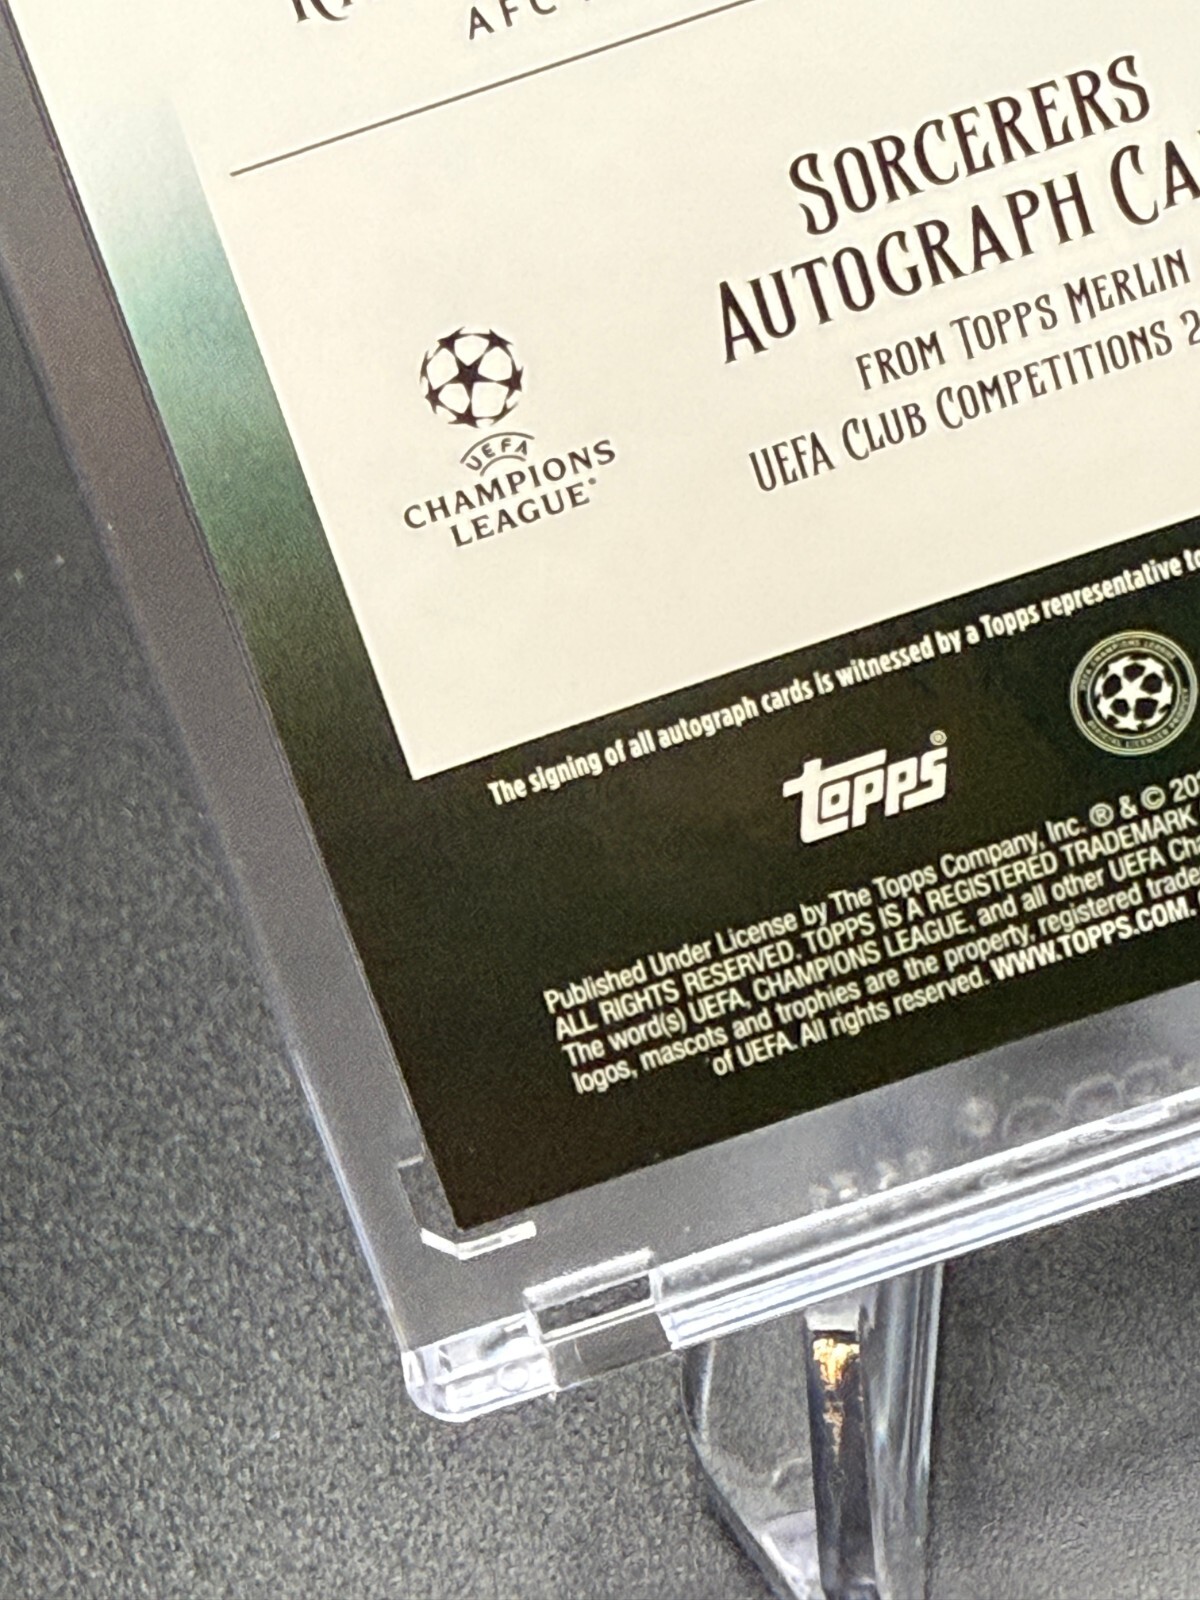 AFC
SORCERERS
AUTOGRAPH CA
FROM TOPPS MERLIN
UEFA CLUB COMPETITIONS 2
UEFA
CHAMPIONS
LEAGUE®
The signing of all autograph cards is witnessed by a Topps representative to
topps®
Published Under License by The Topps Company, Inc. ® & © 20
ALL RIGHTS RESERVED. TOPPS IS A REGISTERED TRADEMARK
The word(s) UEFA, CHAMPIONS LEAGUE, and all other UEFA Cha
logos, mascots and trophies are the property, registered trade
of UEFA. All rights reserved. WWW.TOPPS.COM.